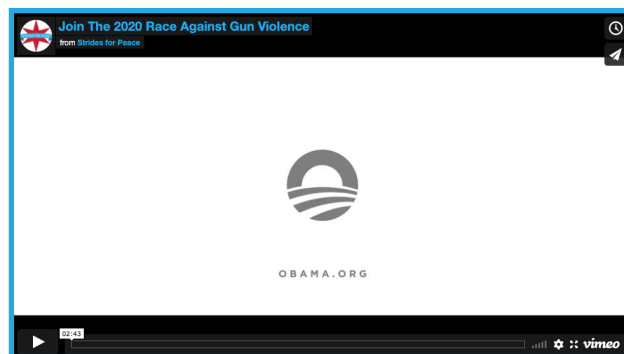 Join The 2020 Race Against Gun Violence
from Strides for Peace
OBAMA.ORG
02:43
vimeo